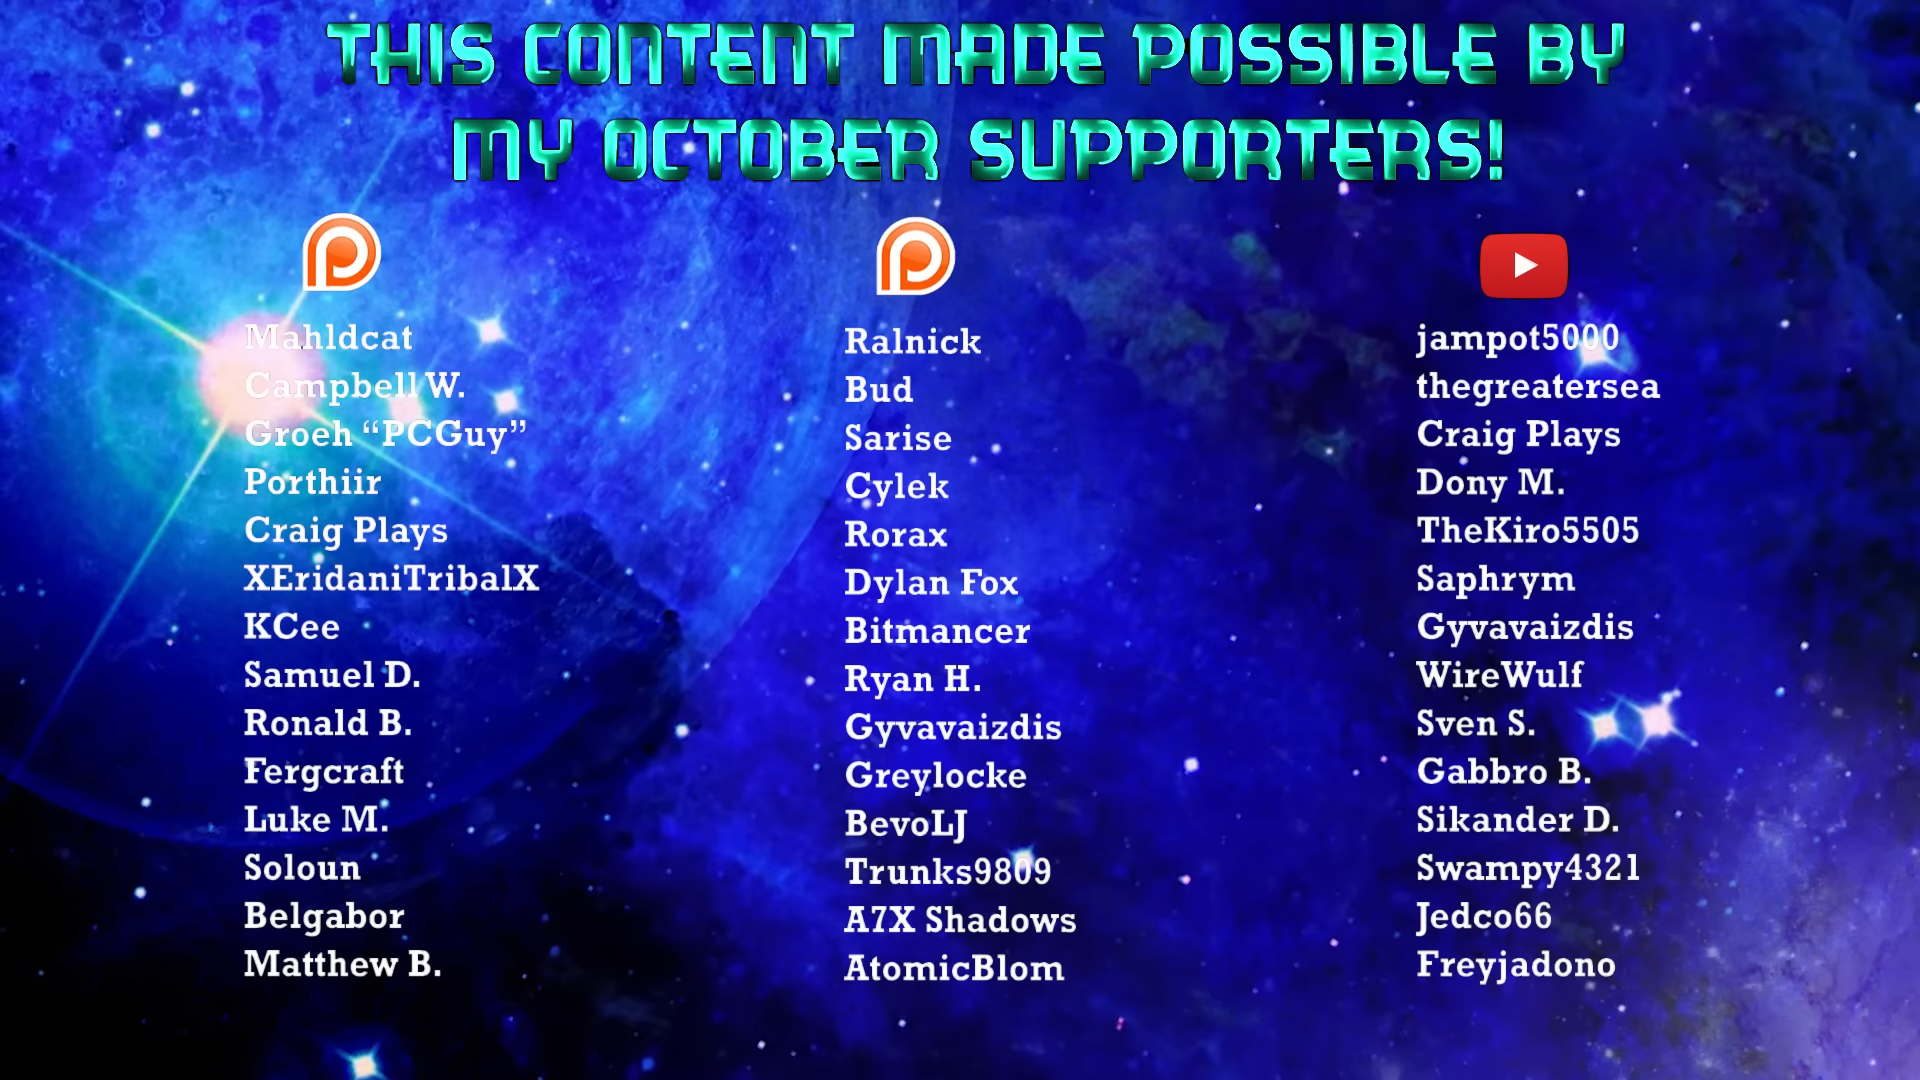 THIS CONTENT MADE POSSIBLE BY
MY OCTOBER SUPPORTERS!
Mahldcat
Campbell W.
Groeh “PCGuy”
Porthiir
Craig Plays
XEridaniTribalX
KCee
Samuel D.
Ronald B.
Fergcraft
Luke M.
Soloun
Belgabor
Matthew B.
Ralnick
Bud
Sarise
Cylek
Rorax
Dylan Fox
Bitmancer
Ryan H.
Gyvavaizdis
Greylocke
BevoLJ
Trunks9809
A7X Shadows
AtomicBlom
jampot5000
thegreatersea
Craig Plays
Dony M.
TheKiro5505
Saphrym
Gyvavaizdis
WireWulf
Sven S.
Gabbro B.
Sikander D.
Swampy4321
Jedco66
Freyjadono